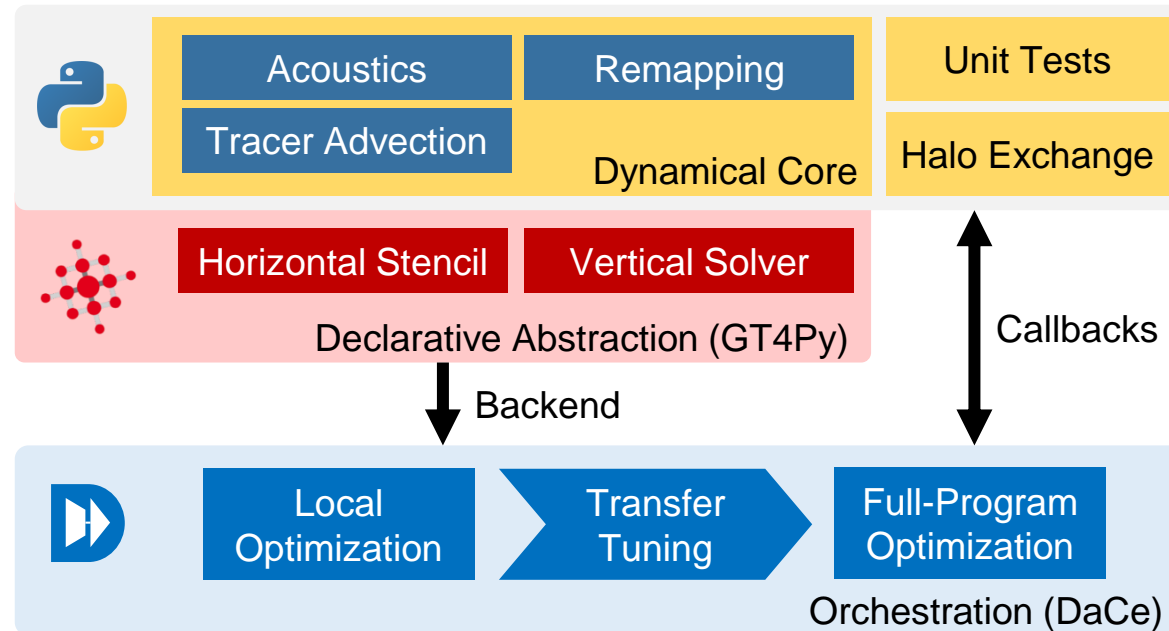 Acoustics
Remapping
Tracer Advection
Dynamical Core
Unit Tests
Halo Exchange
Horizontal Stencil
Vertical Solver
Declarative Abstraction (GT4Py)
Backend
Callbacks
Local
Optimization
Transfer
Tuning
Full-Program
Optimization
Orchestration (DaCe)